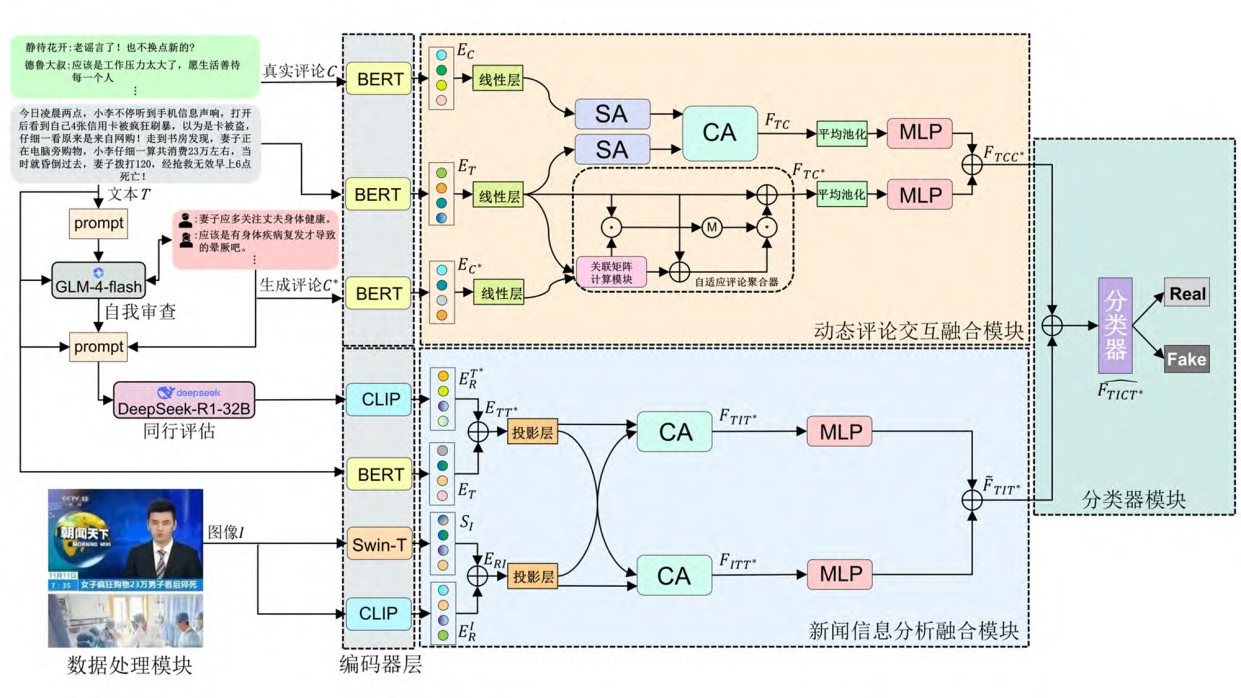 静待花开:老谣言了！也不换点新的?
德鲁大叔:应该是工作压力太大了，愿生活善待
每一个人
⋮
真实评论C
今日凌晨两点，小李不停听到手机信息声响，打开
后看到自己4张信用卡被疯狂刷暴，以为是卡被盗，
仔细一看原来是来自网购！走到书房发现，妻子正
在电脑旁购物，小李仔细一算共消费23万左右，当
时就昏倒过去，妻子拨打120，经抢救无效早上6点
死亡！
文本T
prompt
:妻子应多关注丈夫身体健康。
:应该是有身体疾病复发才导致
的晕厥吧。
⋮
GLM-4-flash
自我审查
生成评论C*
prompt
deepseek
DeepSeek-R1-32B
同行评估
CCTV-13
朝闻天下
MORNING NEWS
11月11日
7:35
女子疯狂购物23万男子看后猝死
图像I
数据处理模块
BERT
BERT
BERT
CLIP
BERT
Swin-T
CLIP
编码器层
E_C
线性层
E_T
线性层
E_C*
线性层
SA
SA
CA
F_TC
平均池化
MLP
F_TC*
平均池化
MLP
F_TCC*
M
关联矩阵
计算模块
自适应评论聚合器
动态评论交互融合模块
E_R^T*
E_TT*
投影层
E_T
S_I
E_RI
投影层
E_R^I
CA
F_TIT*
MLP
CA
F_ITT*
MLP
F̃_TIT*
新闻信息分析融合模块
分类器
Real
Fake
F̂_TICT*
分类器模块